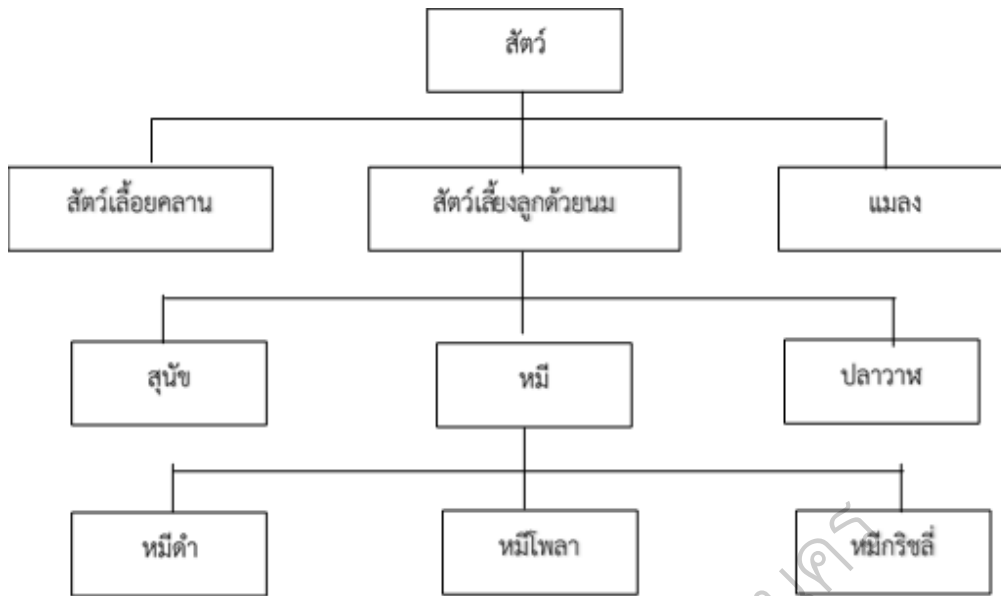 สัตว์
สัตว์เลื้อยคลาน
สัตว์เลี้ยงลูกด้วยนม
แมลง
สุนัข
หมี
ปลาวาฬ
หมีดำ
หมีโพลา
หมีกริซลี่